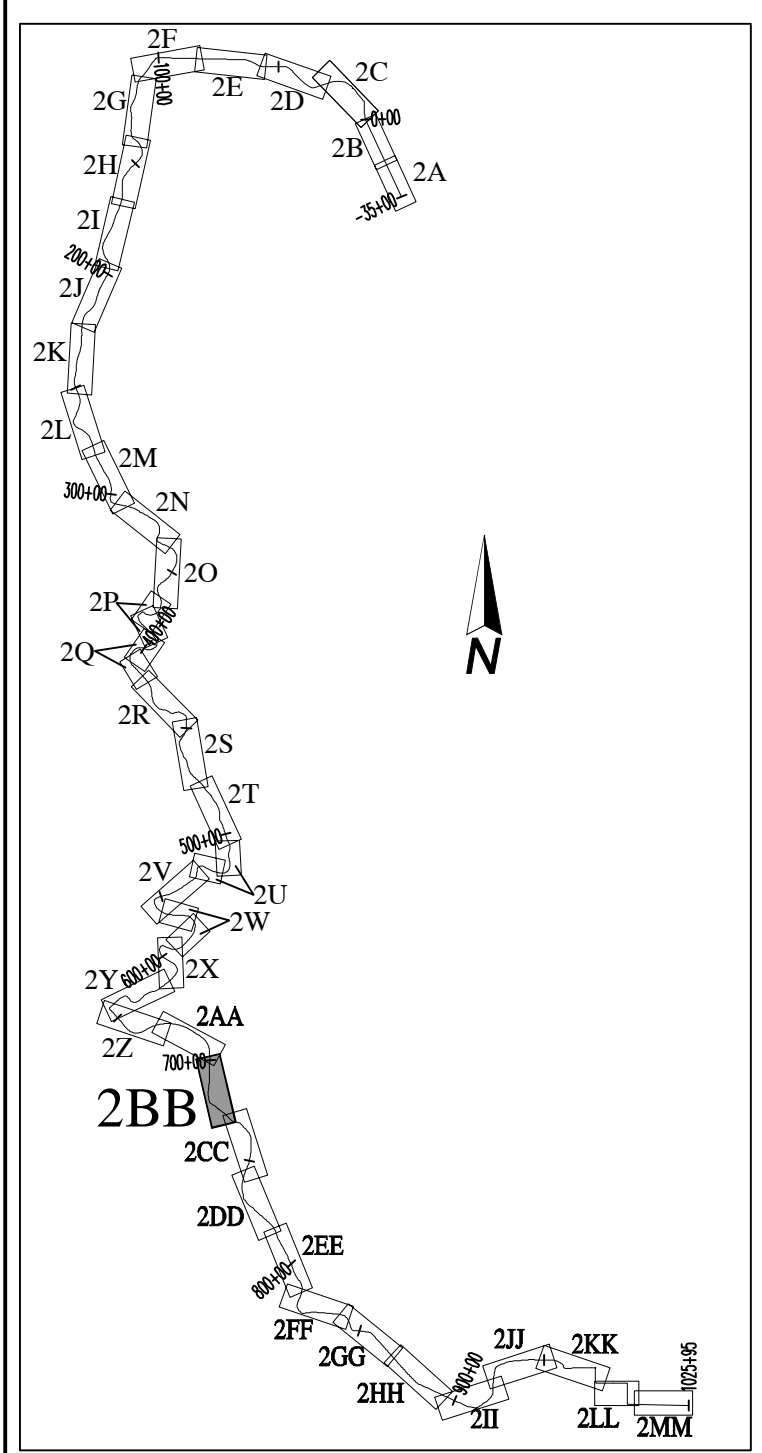 2F
2C
100+00
2E
2D
2G
0+00
2B
2H
2A
-35+00
2I
200+00
2J
2K
2L
2M
300+00
2N
2O
2P
400+00
2Q
N
2R
2S
2T
500+00
2V
2U
2W
2X
600+00
2Y
2AA
2Z
700+00
2BB
2CC
2DD
2EE
800+00
2FF
2GG
2JJ
2KK
1025+95
2HH
900+00
2II
2LL
2MM